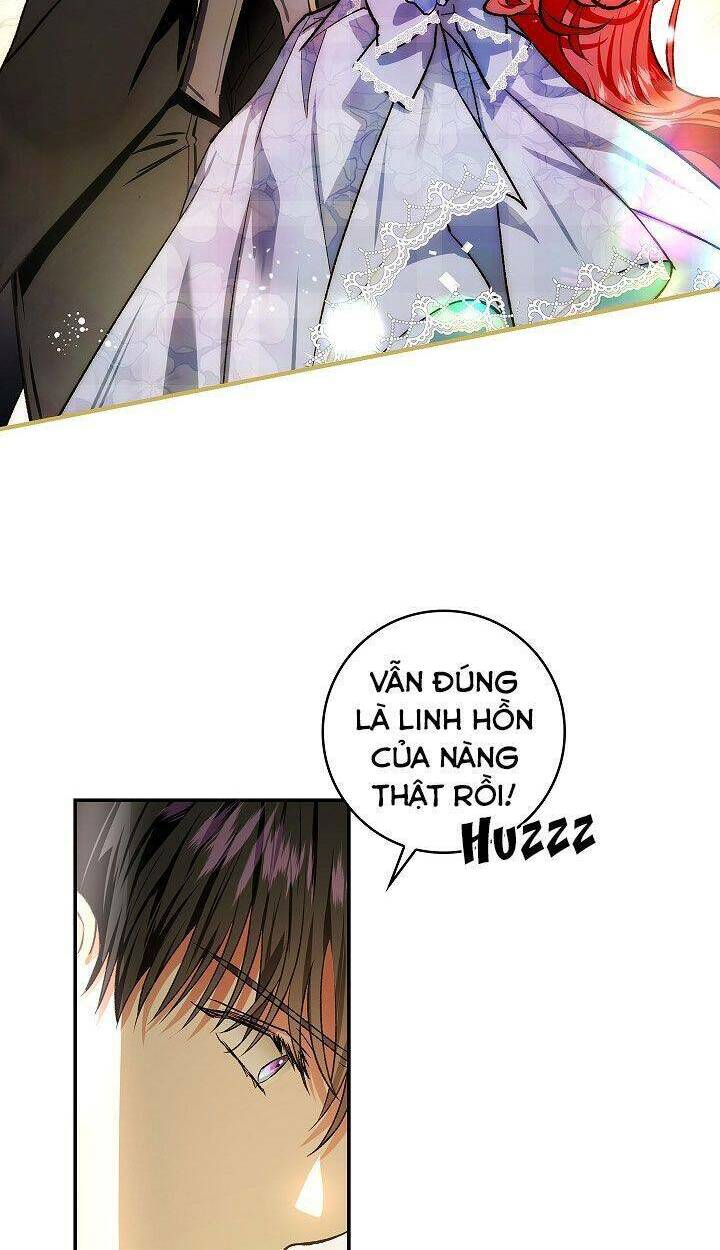 VẪN ĐÚNG
LÀ LINH HỒN
CỦA NÀNG
THẬT RỒI!
HUZZZ